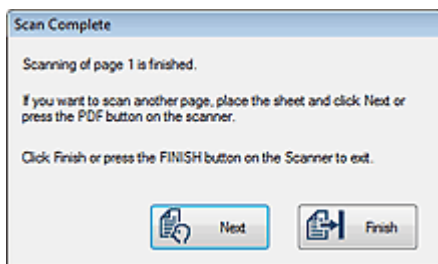 Scan Complete
Scanning of page 1 is finished.
If you want to scan another page, place the sheet and click Next or
press the PDF button on the scanner.
Click Finish or press the FINISH button on the Scanner to exit.
Next
Finish